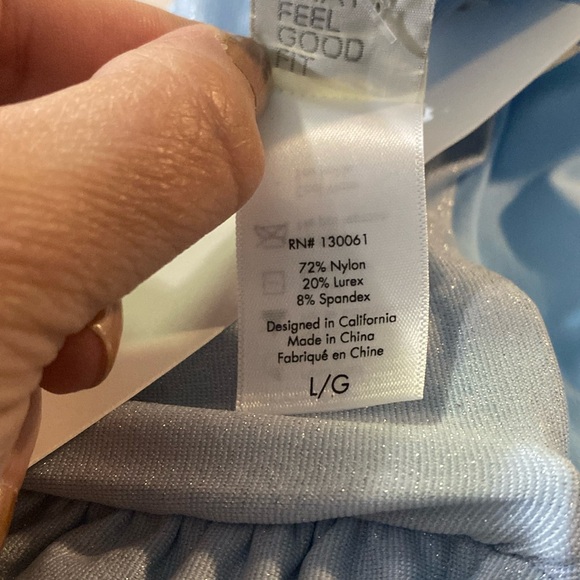 FEEL
GOOD
FIT
RN# 130061
72% Nylon
20% Lurex
8% Spandex
Designed in California
Made in China
Fabriqué en Chine
L/G